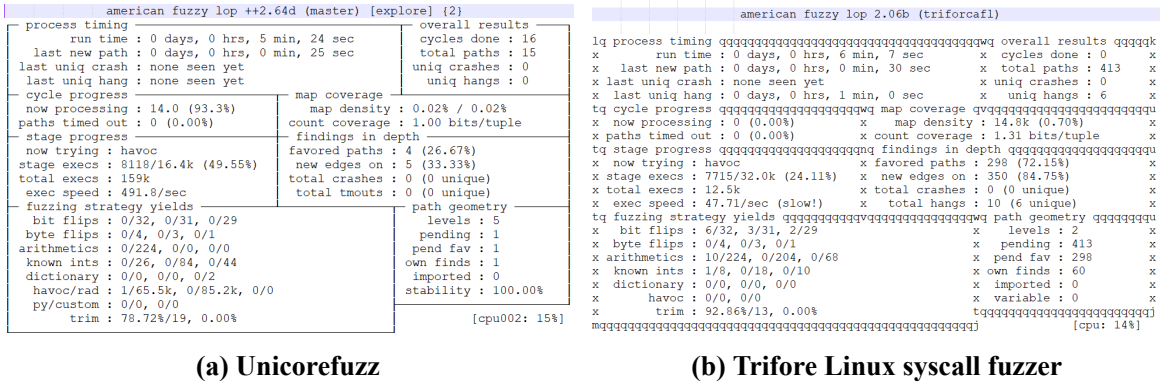 american fuzzy lop ++2.64d (master) [explore] {2}
process timing
overall results
run time : 0 days, 0 hrs, 5 min, 24 sec
cycles done : 16
last new path : 0 days, 0 hrs, 0 min, 25 sec
total paths : 15
last uniq crash : none seen yet
uniq crashes : 0
last uniq hang : none seen yet
uniq hangs : 0
cycle progress
map coverage
now processing : 14.0 (93.3%)
map density : 0.02% / 0.02%
paths timed out : 0 (0.00%)
count coverage : 1.00 bits/tuple
stage progress
findings in depth
now trying : havoc
favored paths : 4 (26.67%)
stage execs : 8118/16.4k (49.55%)
new edges on : 5 (33.33%)
total execs : 159k
total crashes : 0 (0 unique)
exec speed : 491.8/sec
total tmouts : 0 (0 unique)
fuzzing strategy yields
path geometry
bit flips : 0/32, 0/31, 0/29
levels : 5
byte flips : 0/4, 0/3, 0/1
pending : 1
arithmetics : 0/224, 0/0, 0/0
pend fav : 1
known ints : 0/26, 0/84, 0/44
own finds : 1
dictionary : 0/0, 0/0, 0/2
imported : 0
havoc/rad : 1/65.5k, 0/85.2k, 0/0
stability : 100.00%
py/custom : 0/0, 0/0
trim : 78.72%/19, 0.00%
[cpu002: 15%]
(a) Unicorefuzz
american fuzzy lop 2.06b (triforcafl)
lq process timing qqqqqqqqqqqqqqqqqqqqqqqqqqqqqqqqqqwq overall results qqqqqk
x run time : 0 days, 0 hrs, 6 min, 7 sec x cycles done : 0 x
x last new path : 0 days, 0 hrs, 0 min, 30 sec x total paths : 413 x
x last uniq crash : none seen yet x uniq crashes : 0 x
x last uniq hang : 0 days, 0 hrs, 1 min, 0 sec x uniq hangs : 6 x
tq cycle progress qqqqqqqqqqqqqqqqqqqwq map coverage qvqqqqqqqqqqqqqqqqqqqqqqu
x now processing : 0 (0.00%) x map density : 14.8k (0.70%) x
x paths timed out : 0 (0.00%) x count coverage : 1.31 bits/tuple x
tq stage progress qqqqqqqqqqqqqqqqqqqnq findings in depth qqqqqqqqqqqqqqqqqqqu
x now trying : havoc x favored paths : 298 (72.15%) x
x stage execs : 7715/32.0k (24.11%) x new edges on : 350 (84.75%) x
x total execs : 12.5k x total crashes : 0 (0 unique) x
x exec speed : 47.71/sec (slow!) x total hangs : 10 (6 unique) x
tq fuzzing strategy yields qqqqqqqqqqvqqqqqqqqqqqqqqwq path geometry qqqqqqqqu
x bit flips : 6/32, 3/31, 2/29 x levels : 2 x
x byte flips : 0/4, 0/3, 0/1 x pending : 413 x
x arithmetics : 10/224, 0/204, 0/68 x pend fav : 298 x
x known ints : 1/8, 0/18, 0/10 x own finds : 60 x
x dictionary : 0/0, 0/0, 0/0 x imported : 0 x
x havoc : 0/0, 0/0 x variable : 0 x
x trim : 92.86%/13, 0.00% tqqqqqqqqqqqqqqqqqqqqqqj
mqqqqqqqqqqqqqqqqqqqqqqqqqqqqqqqqqqqqqqqqqqqqqqqqqqj [cpu: 14%]
(b) Trifore Linux syscall fuzzer